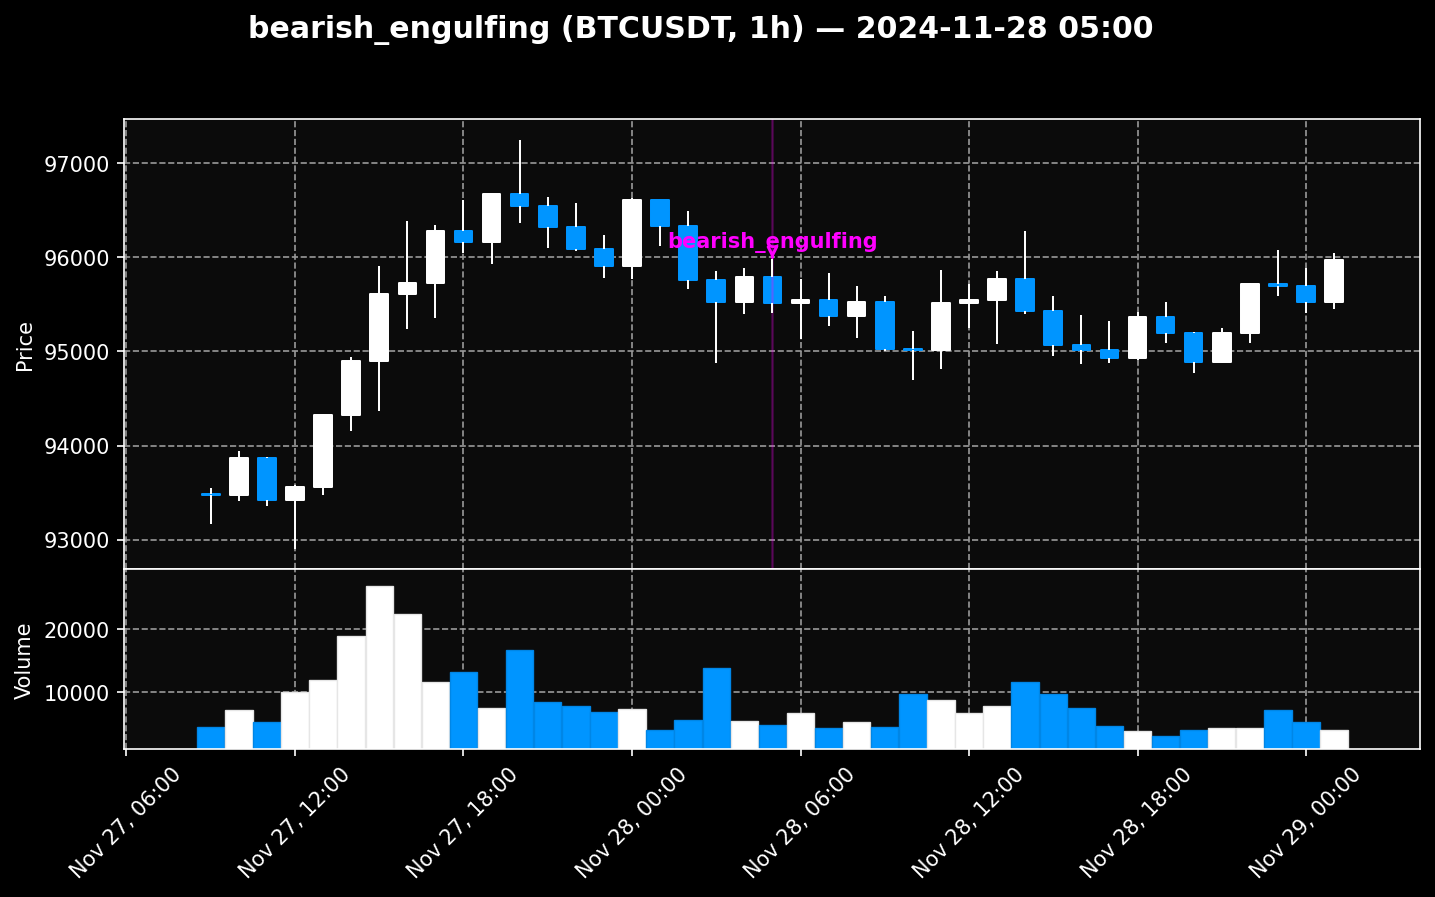 bearish_engulfing (BTCUSDT, 1h) — 2024-11-28 05:00
97000
96000
95000
94000
93000
Price
bearish_engulfing
20000
10000
Volume
Nov 27, 06:00
Nov 27, 12:00
Nov 27, 18:00
Nov 28, 00:00
Nov 28, 06:00
Nov 28, 12:00
Nov 28, 18:00
Nov 29, 00:00